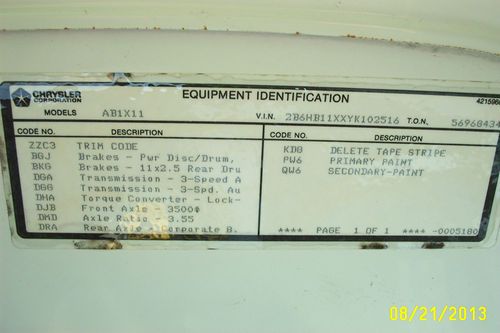 CHRYSLER CORPORATION
EQUIPMENT IDENTIFICATION
4215968
MODELS AB1X11 V.I.N. 2B6HB11XXYK102516 T.O.N. 56968434
CODE NO. DESCRIPTION CODE NO. DESCRIPTION
ZZC3 TRIM CODE
BGJ Brakes - Pwr Disc/Drum,
BKG Brakes - 11x2.5 Rear Dru
DGA Transmission - 3-Speed A
DGG Transmission - 3-Spd. Au
DHA Torque Converter - Lock-
DJB Front Axle - 3500#
DMD Axle Ratio - 3.55
DRA Rear Axle - Corporate 8.
KDB DELETE TAPE STRIPE
PW6 PRIMARY PAINT
QW6 SECONDARY-PAINT
**** PAGE 1 OF 1 **** -0005180
08/21/2013